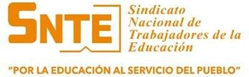 SNTE
Sindicato
Nacional de
Trabajadores de la
Educación
“POR LA EDUCACIÓN AL SERVICIO DEL PUEBLO”